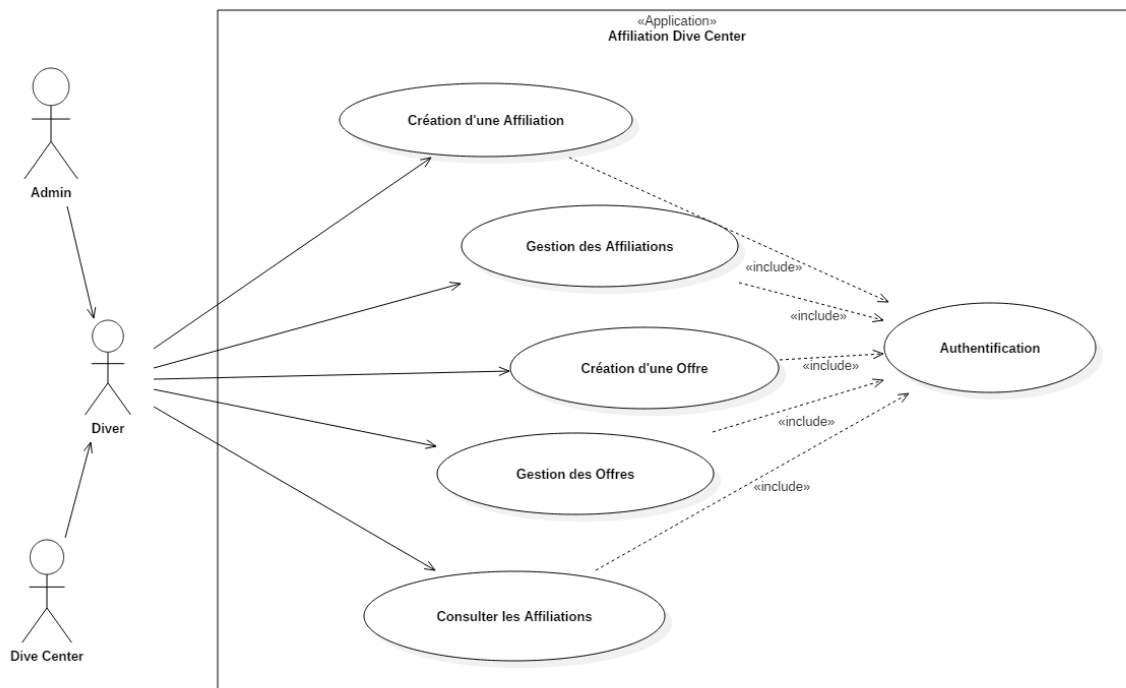 «Application»
Affiliation Dive Center
Création d'une Affiliation
Admin
Gestion des Affiliations
«include»
«include»
Authentification
Création d'une Offre
«include»
Diver
«include»
Gestion des Offres
«include»
Consulter les Affiliations
Dive Center